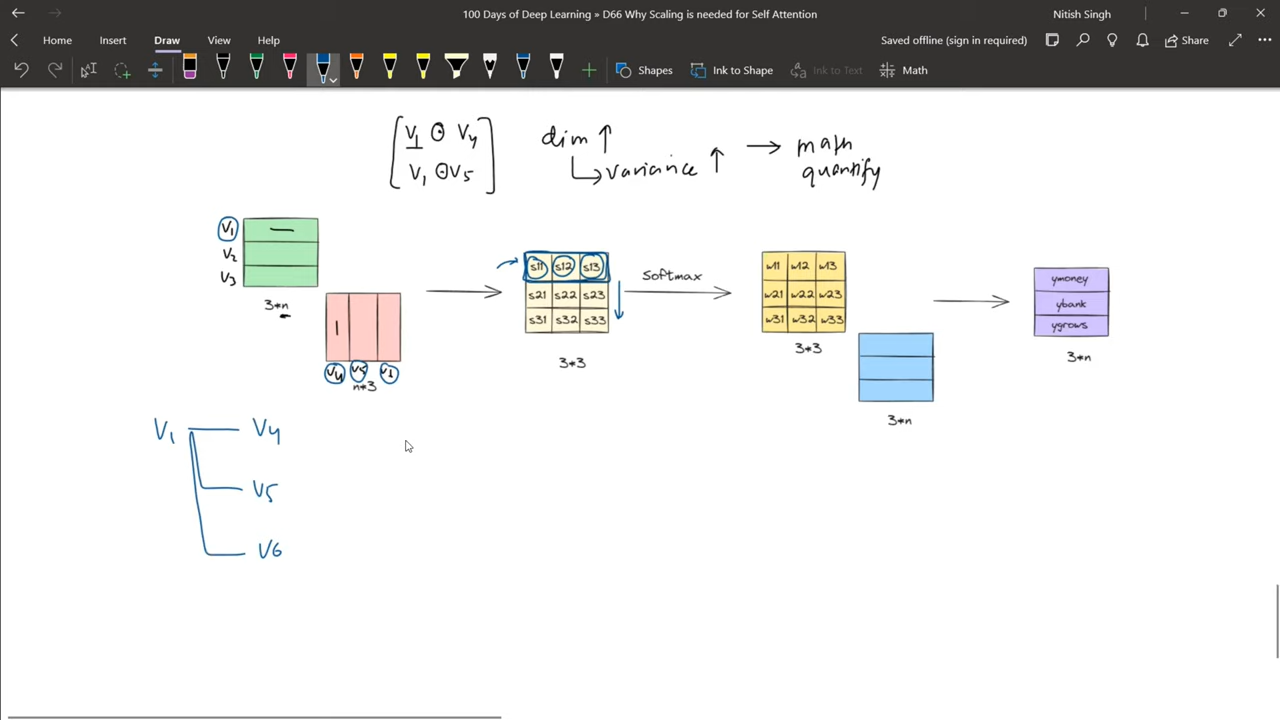 100 Days of Deep Learning » D66 Why Scaling is needed for Self Attention
Nitish Singh
Home Insert Draw View Help
Saved offline (sign in required)
Share
Shapes
Ink to Shape
Ink to Text
Math
V1 ⊙ V4
V1 ⊙ V5
dim ↑
variance ↑
→ math
quantify
V1
V2
V3
3*n
V4 V5 V1
n*3
s11 s12 s13
s21 s22 s23
s31 s32 s33
3*3
Softmax
w11 w12 w13
w21 w22 w23
w31 w32 w33
3*3
3*n
ymoney
ybank
ygrows
3*n
V1 V4
V5
V6